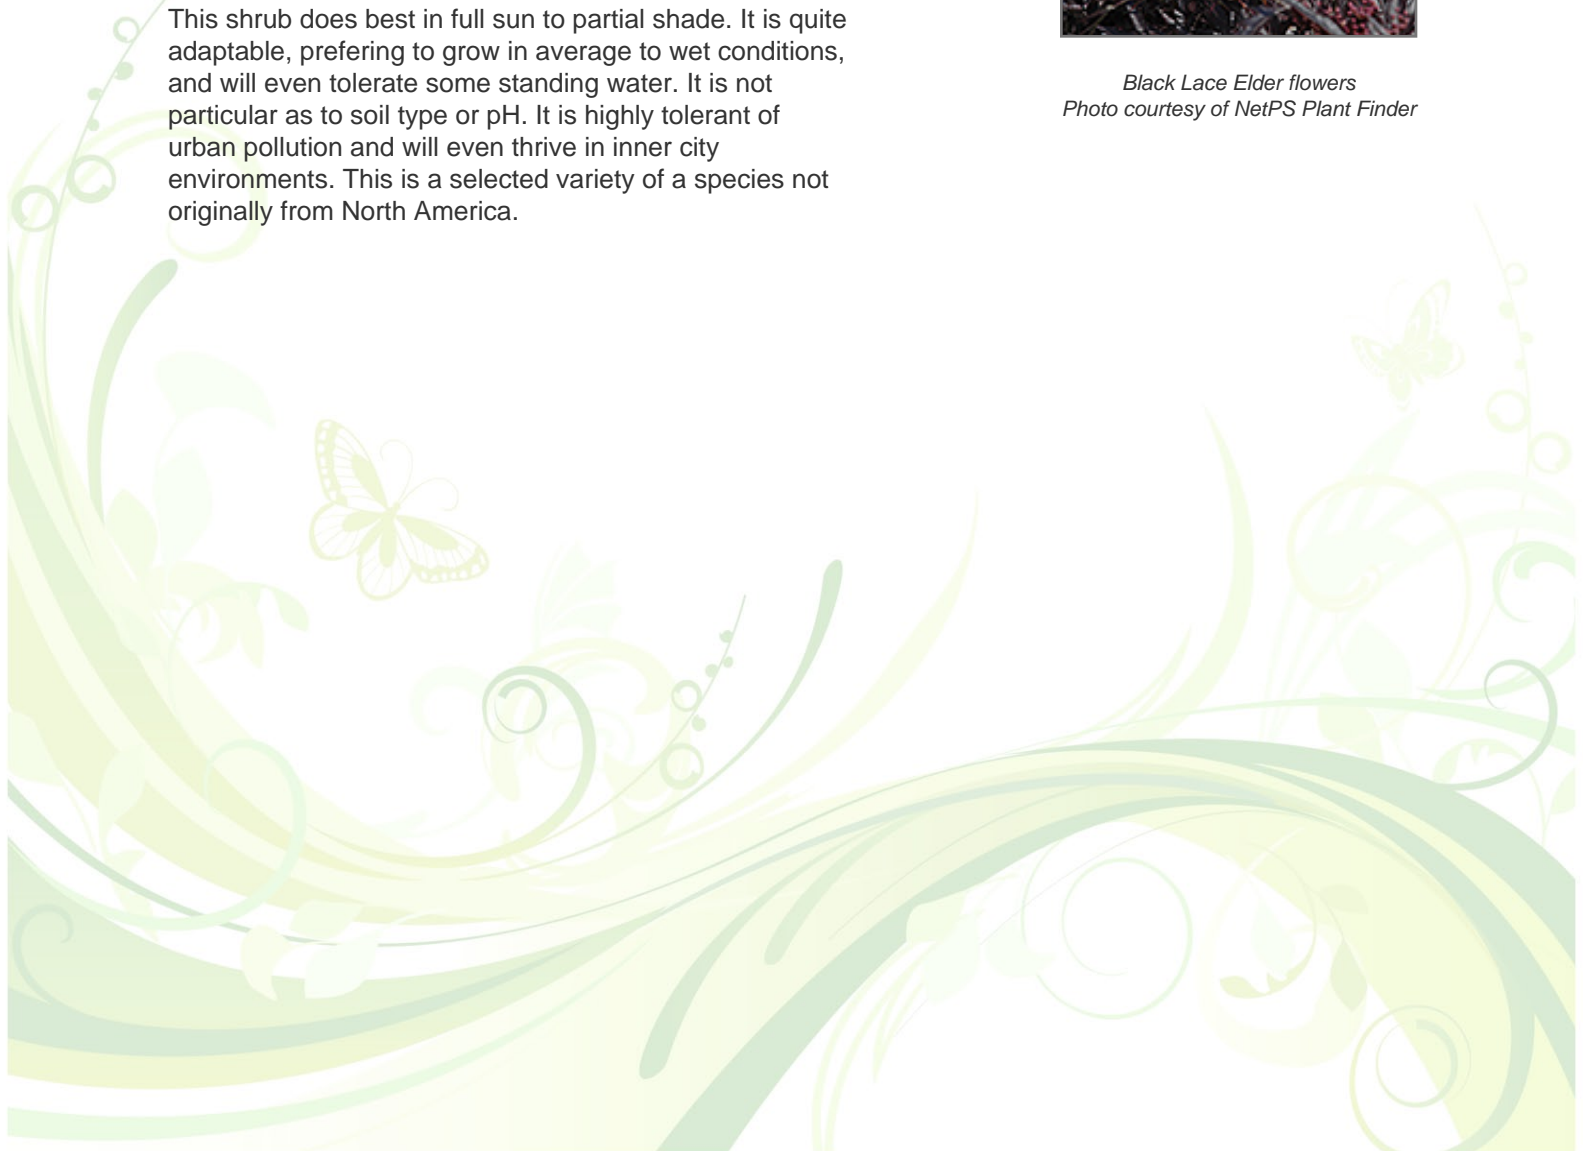 This shrub does best in full sun to partial shade. It is quite
adaptable, prefering to grow in average to wet conditions,
and will even tolerate some standing water. It is not
particular as to soil type or pH. It is highly tolerant of
urban pollution and will even thrive in inner city
environments. This is a selected variety of a species not
originally from North America.
Black Lace Elder flowers
Photo courtesy of NetPS Plant Finder